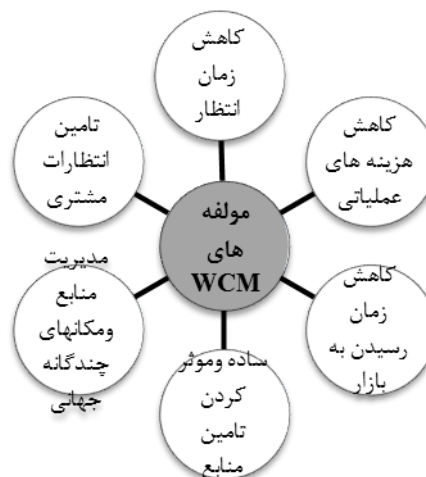 مولفه
های
WCM
کاهش
زمان
انتظار
کاهش
هزینه های
عملیاتی
کاهش
زمان
رسیدن به
بازار
ساده وموثر
کردن
تامین
منابع
مدیریت
منابع
ومکانهای
چندگانه
جهانی
تامین
انتظارات
مشتری